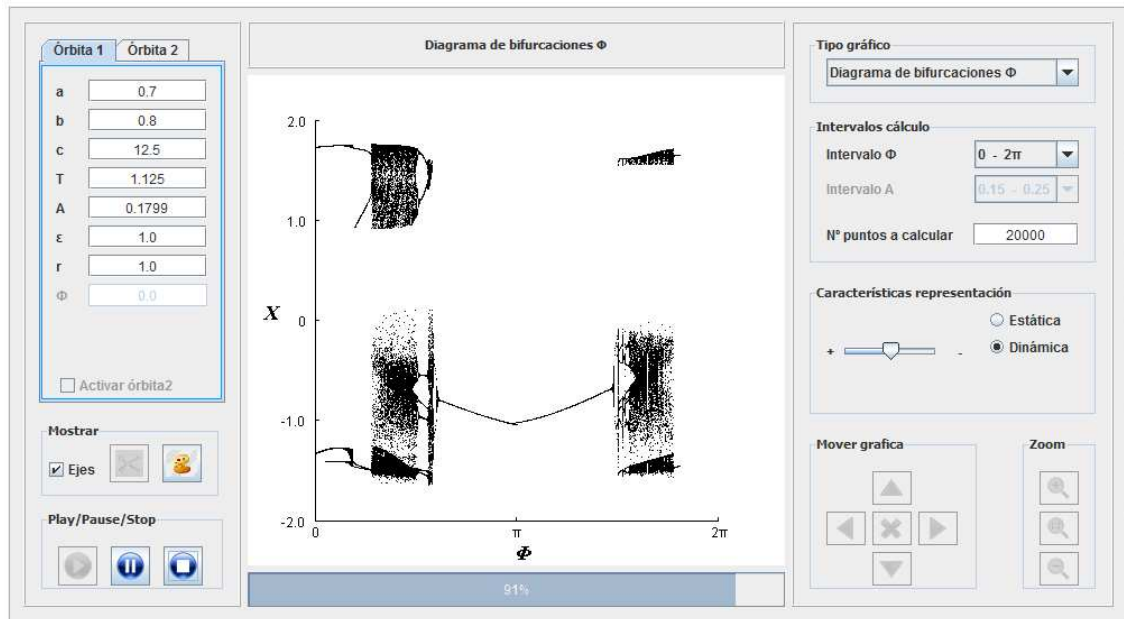 Órbita 1
Órbita 2
a 0.7
b 0.8
c 12.5
T 1.125
A 0.1799
ε 1.0
r 1.0
Φ 0.0
Activar órbita2
Mostrar
Ejes
Play/Pause/Stop
Diagrama de bifurcaciones Φ
2.0
1.0
X 0
-1.0
-2.0
0 π 2π
Φ
91%
Tipo gráfico
Diagrama de bifurcaciones Φ
Intervalos cálculo
Intervalo Φ 0 - 2π
Intervalo A 0.15 - 0.25
Nº puntos a calcular 20000
Características representación
+ -
Estática
Dinámica
Mover grafica
Zoom